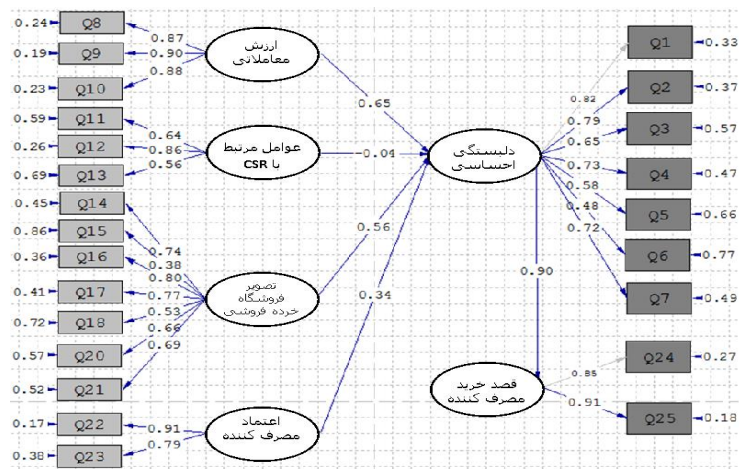 0.24 Q8
0.19 Q9
0.23 Q10
0.59 Q11
0.26 Q12
0.69 Q13
0.45 Q14
0.86 Q15
0.36 Q16
0.41 Q17
0.72 Q18
0.57 Q20
0.52 Q21
0.17 Q22
0.38 Q23
0.87
0.90
0.88
0.64
0.86
0.56
0.74
0.38
0.80
0.77
0.53
0.66
0.69
0.91
0.79
ارزش
معاملاتی
عوامل مرتبط
با CSR
تصویر
فروشگاه
خرده فروشی
اعتماد
مصرف کننده
0.65
-0.04
0.56
0.34
دلبستگی
احساسی
0.90
قصد خرید
مصرف کننده
0.82
0.79
0.65
0.73
0.58
0.48
0.72
0.85
0.91
Q1 0.33
Q2 0.37
Q3 0.57
Q4 0.47
Q5 0.66
Q6 0.77
Q7 0.49
Q24 0.27
Q25 0.18